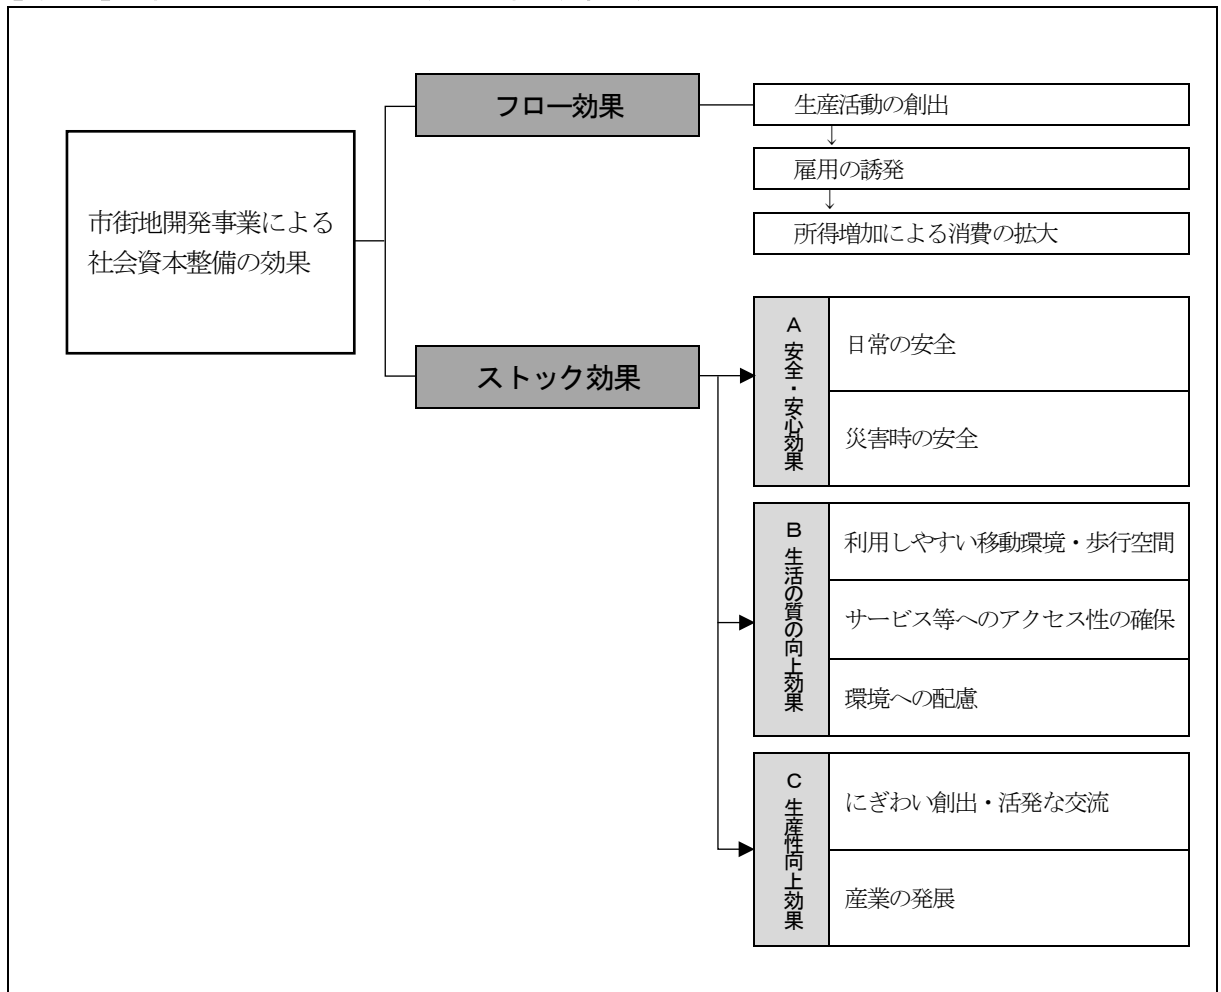 市街地開発事業による
社会資本整備の効果
フロー効果
生産活動の創出
↓
雇用の誘発
↓
所得増加による消費の拡大
ストック効果
A 安全・安心効果
日常の安全
災害時の安全
B 生活の質の向上効果
利用しやすい移動環境・歩行空間
サービス等へのアクセス性の確保
環境への配慮
C 生産性向上効果
にぎわい創出・活発な交流
産業の発展